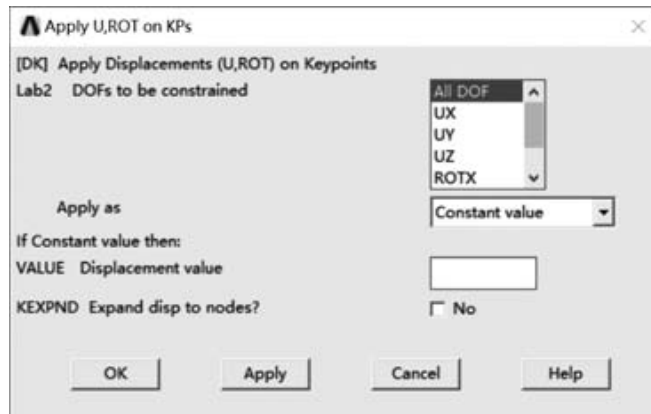 Apply U,ROT on KPs
[DK] Apply Displacements (U,ROT) on Keypoints
Lab2 DOFs to be constrained
All DOF
UX
UY
UZ
ROTX
Apply as
Constant value
If Constant value then:
VALUE Displacement value
KEXPND Expand disp to nodes?
No
OK
Apply
Cancel
Help